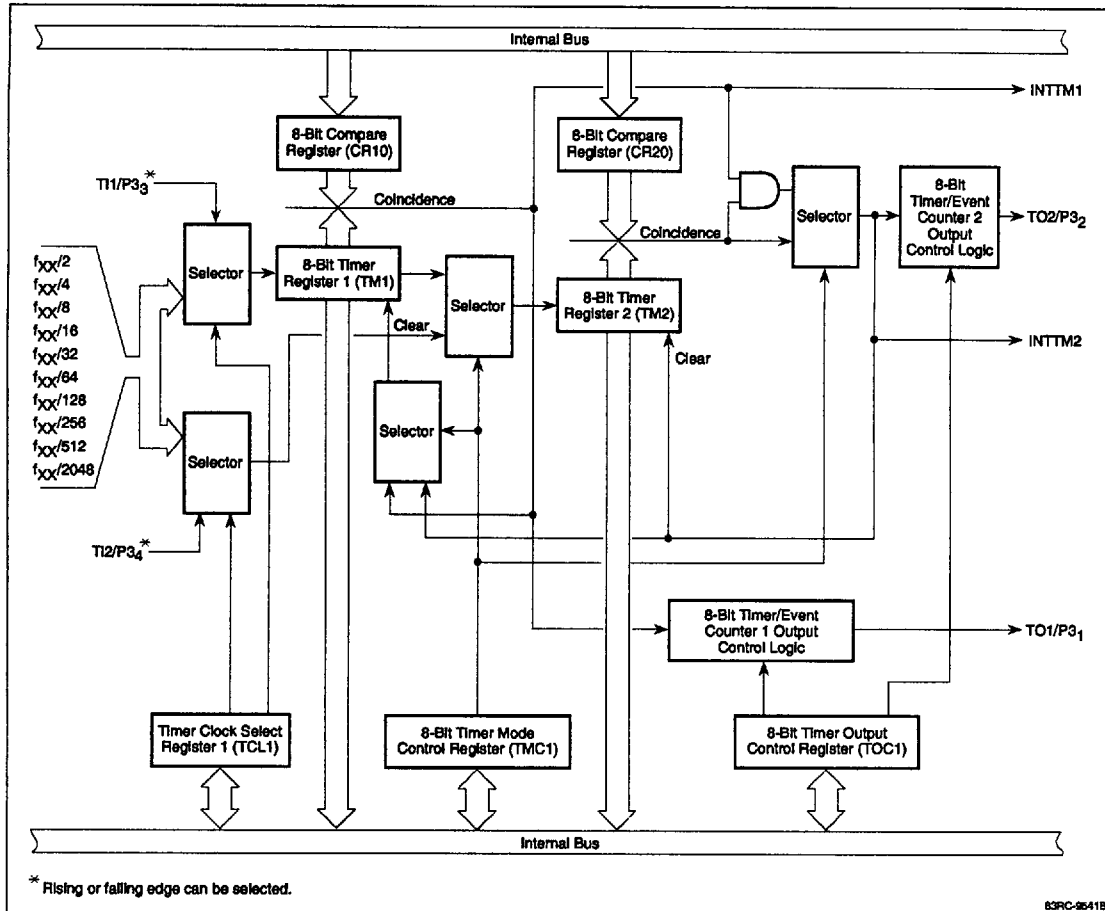 Internal Bus
INTTM1
8-Bit Compare
Register (CR10)
8-Bit Compare
Register (CR20)
TI1/P3₃*
Coincidence
Selector
8-Bit
Timer/Event
Counter 2
Output
Control Logic
TO2/P3₂
Coincidence
fXX/2
fXX/4
fXX/8
fXX/16
fXX/32
fXX/64
fXX/128
fXX/256
fXX/512
fXX/2048
Selector
8-Bit Timer
Register 1 (TM1)
Selector
8-Bit Timer
Register 2 (TM2)
Clear
Clear
INTTM2
Selector
Selector
TI2/P3₄*
8-Bit Timer/Event
Counter 1 Output
Control Logic
TO1/P3₁
Timer Clock Select
Register 1 (TCL1)
8-Bit Timer Mode
Control Register (TMC1)
8-Bit Timer Output
Control Register (TOC1)
Internal Bus
* Rising or falling edge can be selected.
83RC-9541B